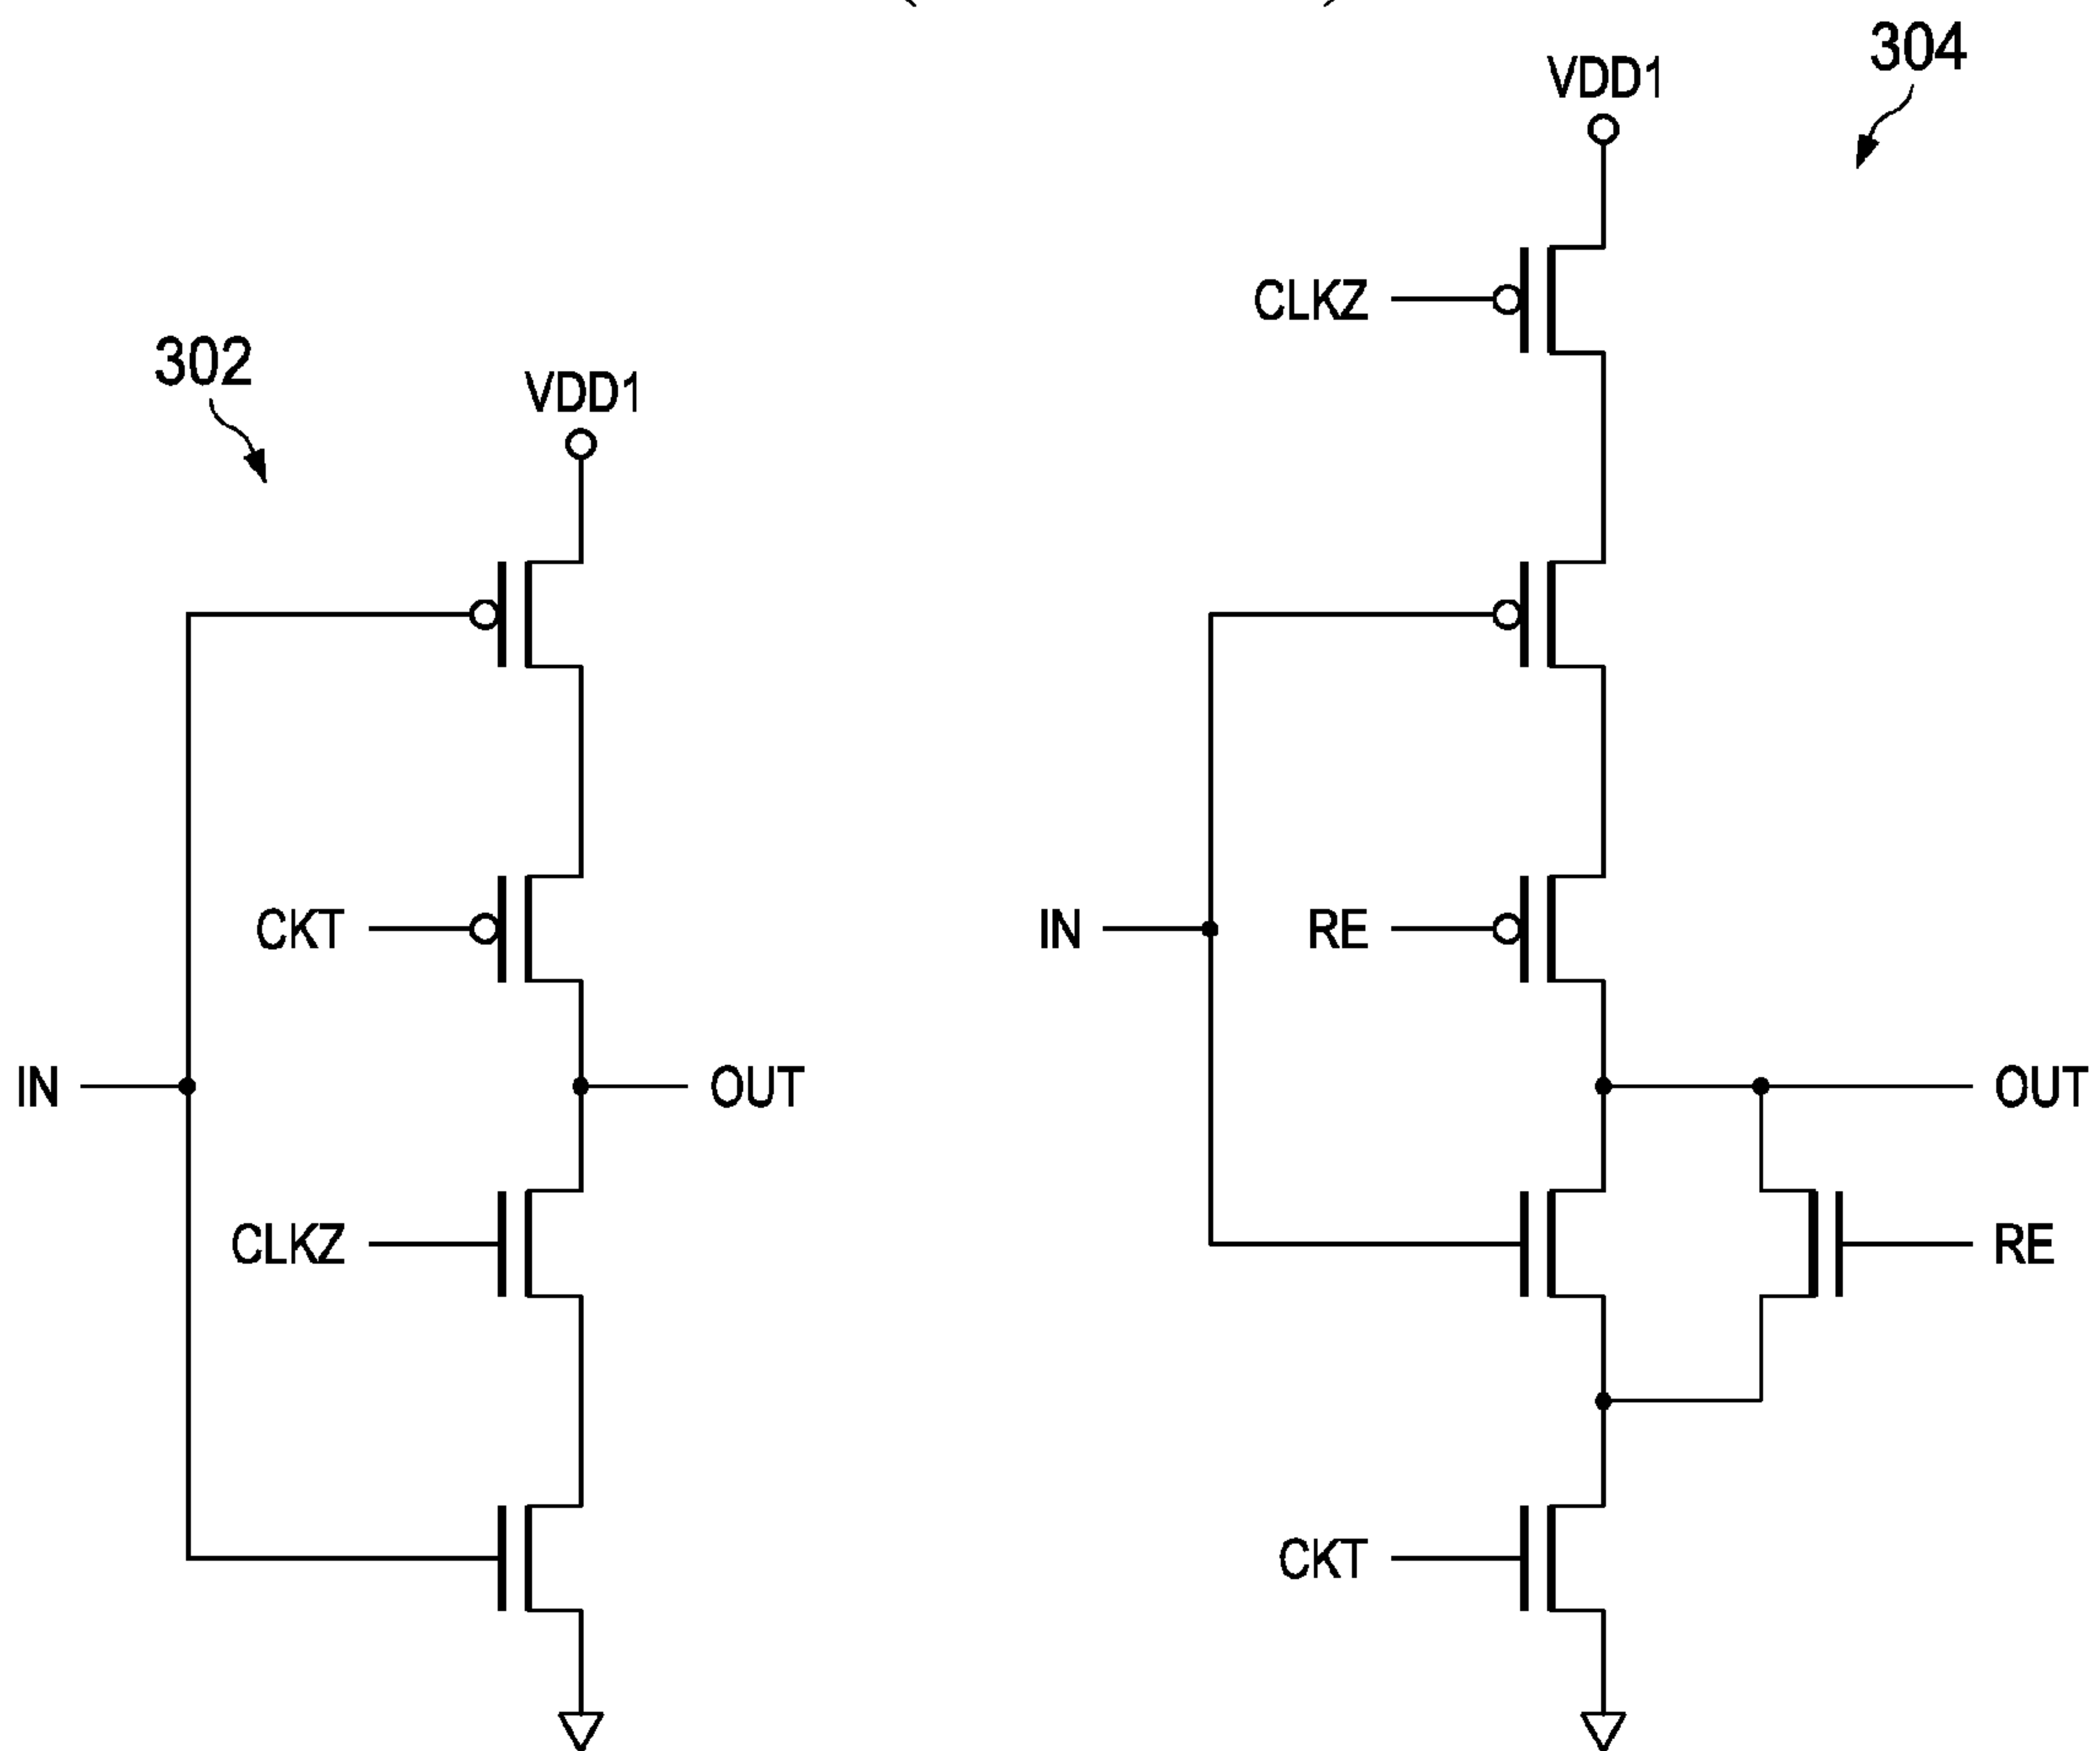 302
VDD1
CKT
IN
OUT
CLKZ
304
VDD1
CLKZ
IN
RE
OUT
RE
CKT